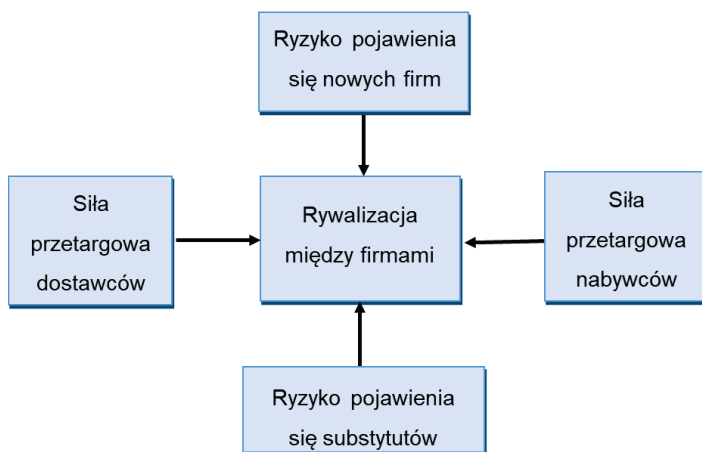 Ryzyko pojawienia
się nowych firm
Siła
przetargowa
dostawców
Rywalizacja
między firmami
Siła
przetargowa
nabywców
Ryzyko pojawienia
się substytutów